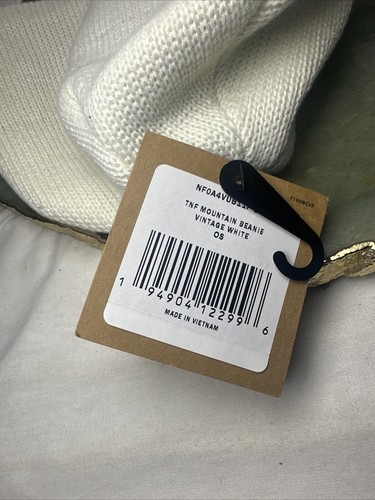 TNF MOUNTAIN BEANIE
VINTAGE WHITE
OS
1 94904 12299 6
MADE IN VIETNAM